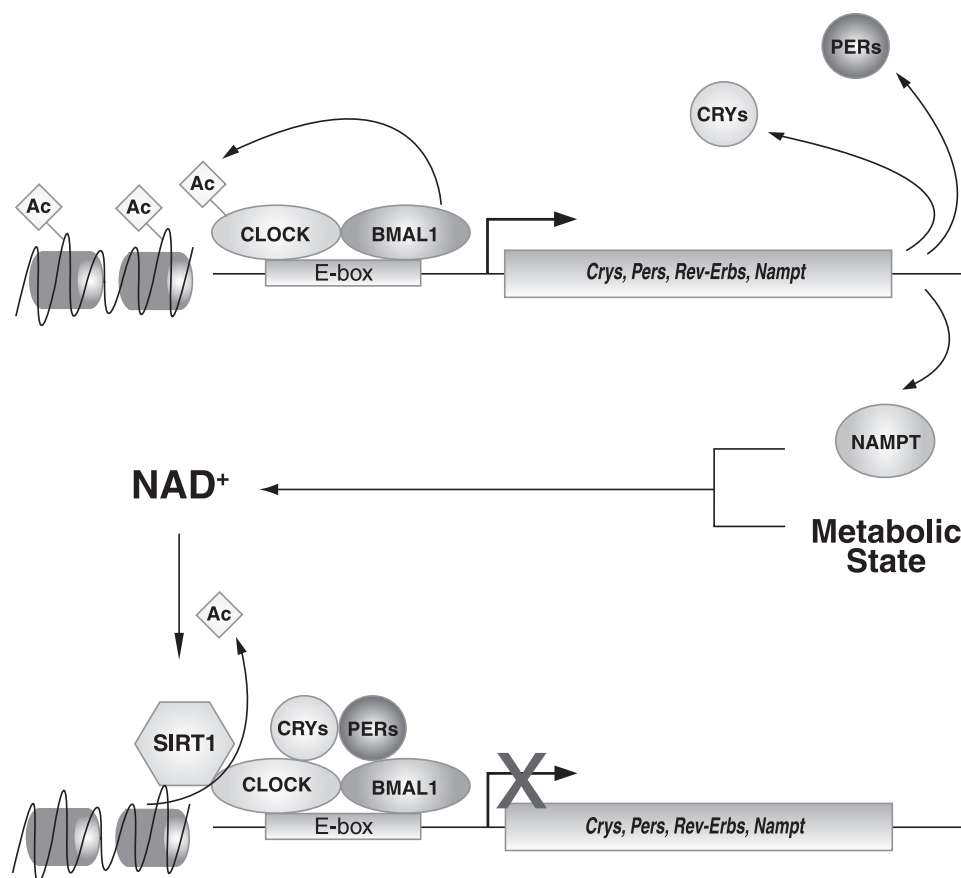 PERs
CRYs
Ac
Ac
Ac
CLOCK
BMAL1
E-box
Crys, Pers, Rev-Erbs, Nampt
NAMPT
NAD+
Metabolic
State
Ac
SIRT1
CRYs
PERs
CLOCK
BMAL1
X
E-box
Crys, Pers, Rev-Erbs, Nampt